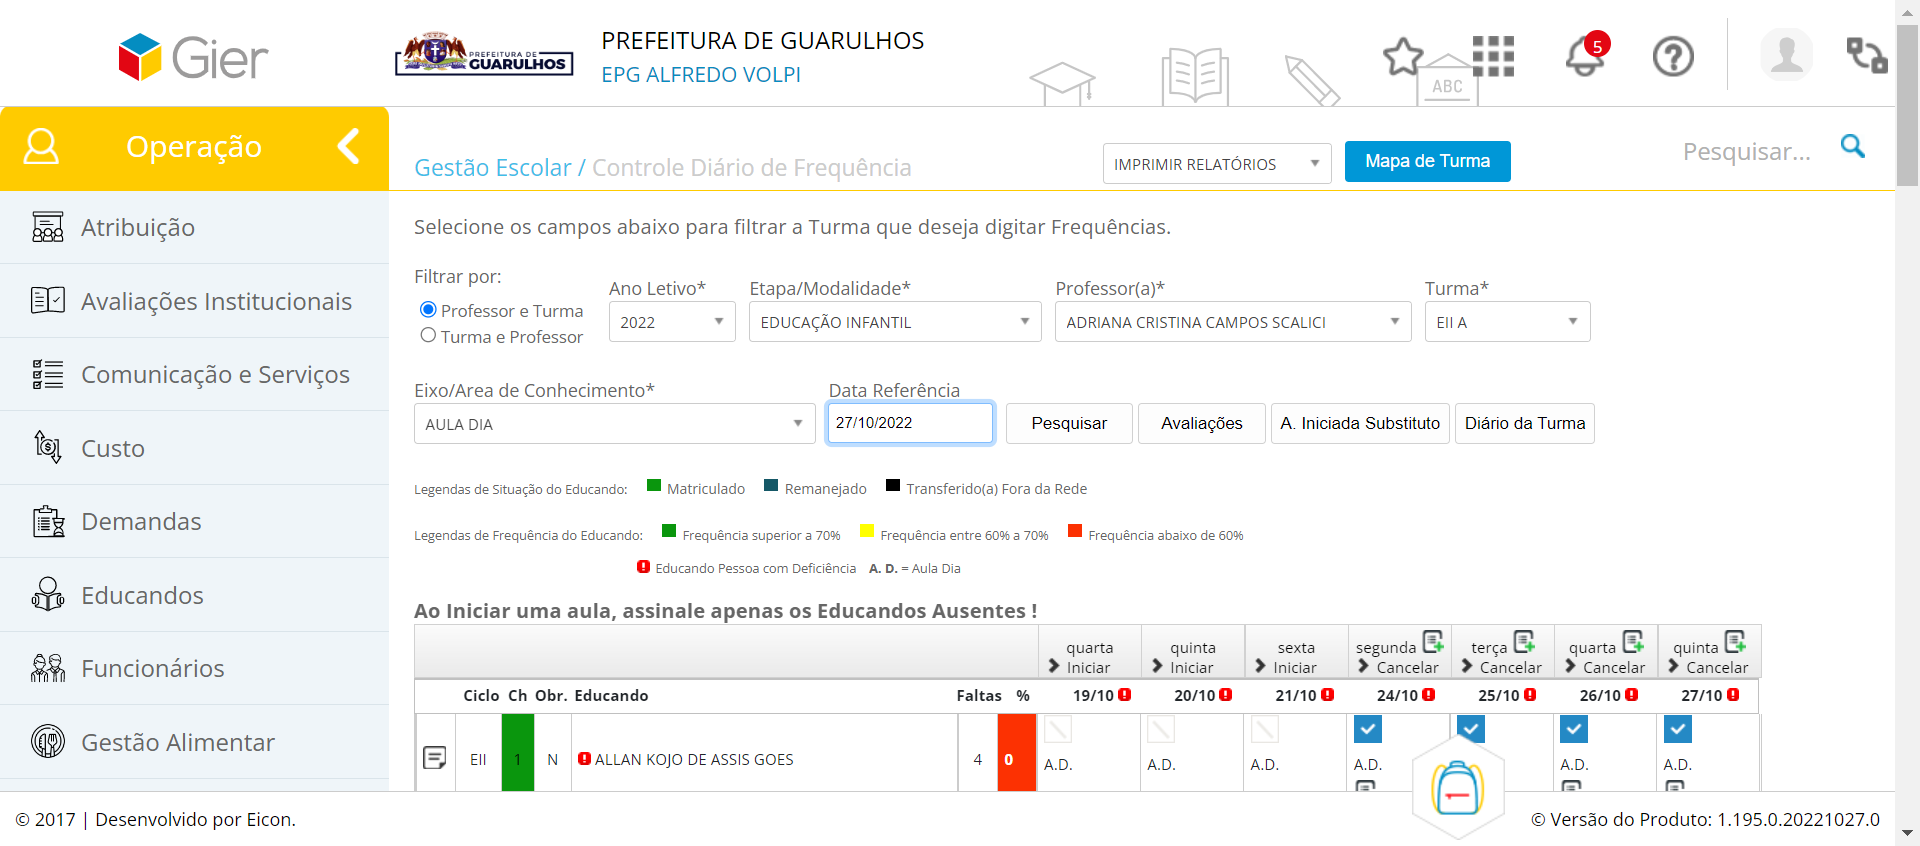 Gier
PREFEITURA DE
GUARULHOS
PREFEITURA DE GUARULHOS
EPG ALFREDO VOLPI
ABC
5
Operação
Gestão Escolar / Controle Diário de Frequência
IMPRIMIR RELATÓRIOS
Mapa de Turma
Pesquisar...
Atribuição
Avaliações Institucionais
Comunicação e Serviços
Custo
Demandas
Educandos
Funcionários
Gestão Alimentar
Selecione os campos abaixo para filtrar a Turma que deseja digitar Frequências.
Filtrar por:
Professor e Turma
Turma e Professor
Ano Letivo*
2022
Etapa/Modalidade*
EDUCAÇÃO INFANTIL
Professor(a)*
ADRIANA CRISTINA CAMPOS SCALICI
Turma*
EII A
Eixo/Area de Conhecimento*
AULA DIA
Data Referência
27/10/2022
Pesquisar
Avaliações
A. Iniciada Substituto
Diário da Turma
Legendas de Situação do Educando: Matriculado Remanejado Transferido(a) Fora da Rede
Legendas de Frequência do Educando: Frequência superior a 70% Frequência entre 60% a 70% Frequência abaixo de 60%
Educando Pessoa com Deficiência A. D. = Aula Dia
Ao Iniciar uma aula, assinale apenas os Educandos Ausentes !
quarta quinta sexta segunda terça quarta quinta
Iniciar Iniciar Iniciar Cancelar Cancelar Cancelar Cancelar
Ciclo Ch Obr. Educando Faltas % 19/10 20/10 21/10 24/10 25/10 26/10 27/10
EII 1 N ALLAN KOJO DE ASSIS GOES 4 0 A.D. A.D. A.D. A.D. A.D. A.D. A.D.
© 2017 | Desenvolvido por Eicon.
© Versão do Produto: 1.195.0.20221027.0